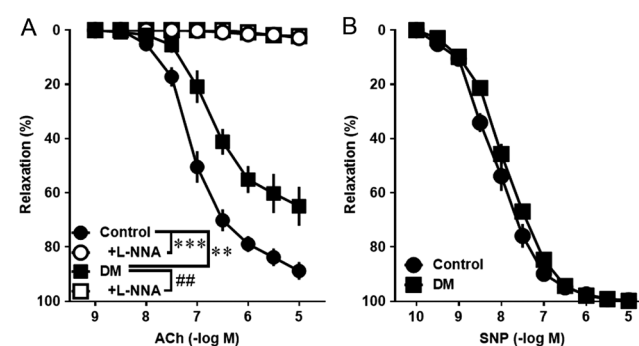 A
Relaxation (%)
0
20
40
60
80
100
Control
+L-NNA
DM
+L-NNA
***
**
##
9 8 7 6 5
ACh (-log M)
B
Relaxation (%)
0
20
40
60
80
100
Control
DM
10 9 8 7 6 5
SNP (-log M)